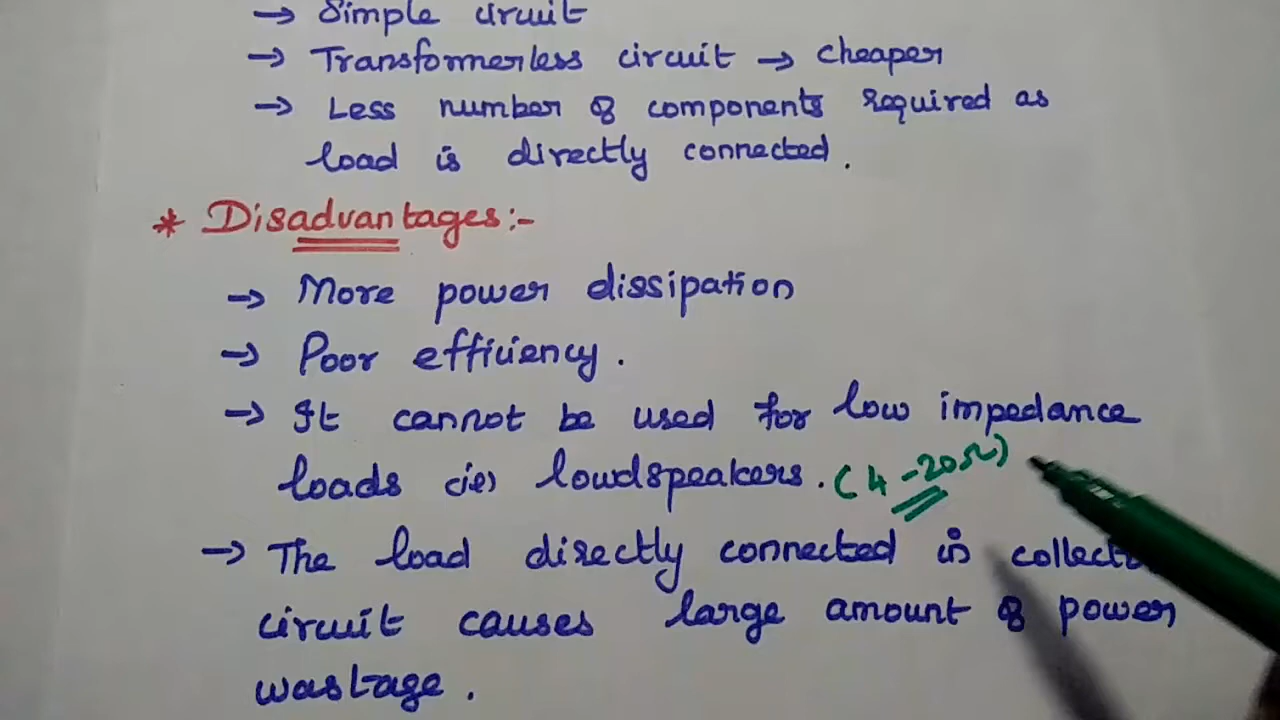 → Simple circuit
→ Transformerless circuit → cheaper
→ Less number of components required as
load is directly connected.
* Disadvantages:-
→ More power dissipation
→ Poor efficiency.
→ It cannot be used for low impedance
loads (ie) loudspeakers. (4-20Ω)
→ The load directly connected in
circuit causes large amount of power
wastage.